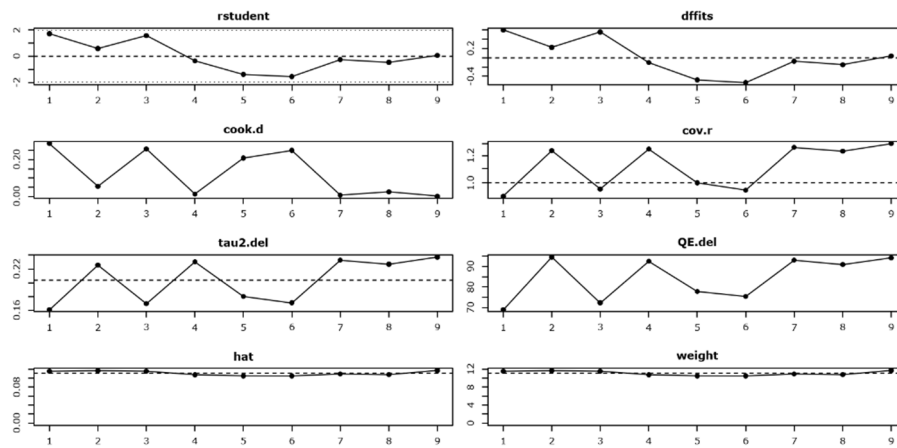 rstudent
2
0
-2
1 2 3 4 5 6 7 8 9
dffits
0.2
-0.4
1 2 3 4 5 6 7 8 9
cook.d
0.20
0.00
1 2 3 4 5 6 7 8 9
cov.r
1.2
1.0
1 2 3 4 5 6 7 8 9
tau2.del
0.22
0.16
1 2 3 4 5 6 7 8 9
QE.del
90
80
70
1 2 3 4 5 6 7 8 9
hat
0.08
0.00
1 2 3 4 5 6 7 8 9
weight
12
8
4
0
1 2 3 4 5 6 7 8 9